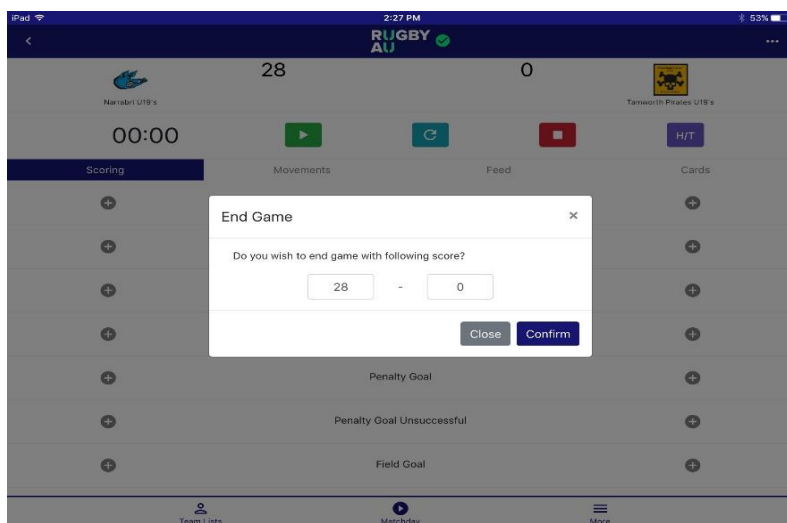 iPad 2:27 PM 53%
RUGBY
AU
28 0
Narrabri U19's Tamworth Pirates U19's
00:00 H/T
Scoring Movements Feed Cards
End Game ×
Do you wish to end game with following score?
28 - 0
Close Confirm
Penalty Goal
Penalty Goal Unsuccessful
Field Goal
Team Lists Matchday More